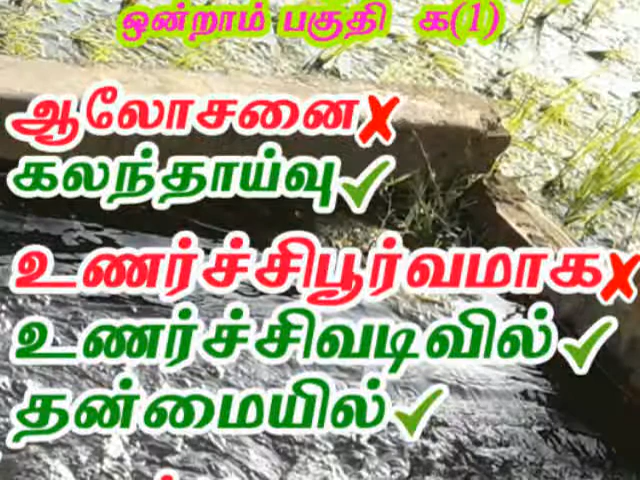 ஒன்றாம் பகுதி க(1)
ஆலோசனை❌
கலந்தாய்வு✓
உணர்ச்சிபூர்வமாக❌
உணர்ச்சிவடிவில்✓
தன்மையில்✓